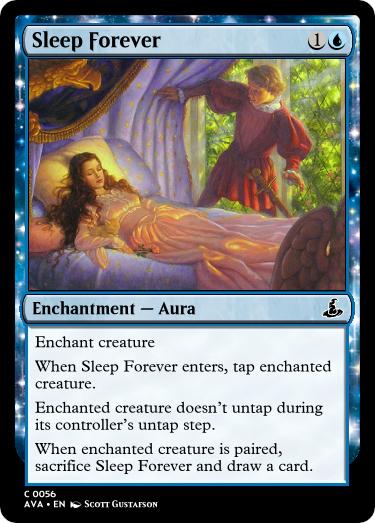 Sleep Forever 1
Enchantment — Aura
Enchant creature
When Sleep Forever enters, tap enchanted
creature.
Enchanted creature doesn't untap during
its controller's untap step.
When enchanted creature is paired,
sacrifice Sleep Forever and draw a card.
C 0056
AVA • EN Scott Gustafson